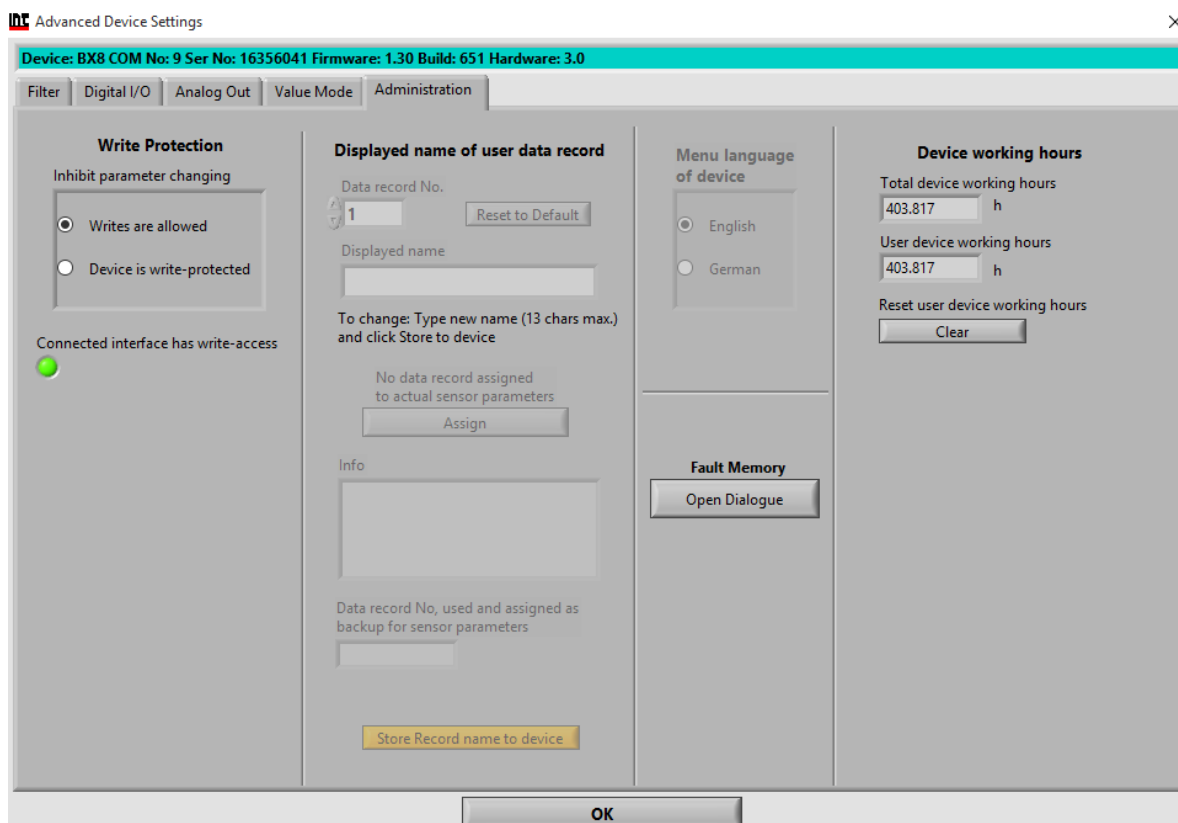 Advanced Device Settings
Device: BX8 COM No: 9 Ser No: 16356041 Firmware: 1.30 Build: 651 Hardware: 3.0
Filter
Digital I/O
Analog Out
Value Mode
Administration
Write Protection
Inhibit parameter changing
Writes are allowed
Device is write-protected
Connected interface has write-access
Displayed name of user data record
Data record No.
1
Reset to Default
Displayed name
To change: Type new name (13 chars max.)
and click Store to device
No data record assigned
to actual sensor parameters
Assign
Info
Data record No, used and assigned as
backup for sensor parameters
Store Record name to device
Menu language
of device
English
German
Fault Memory
Open Dialogue
Device working hours
Total device working hours
403.817 h
User device working hours
403.817 h
Reset user device working hours
Clear
OK